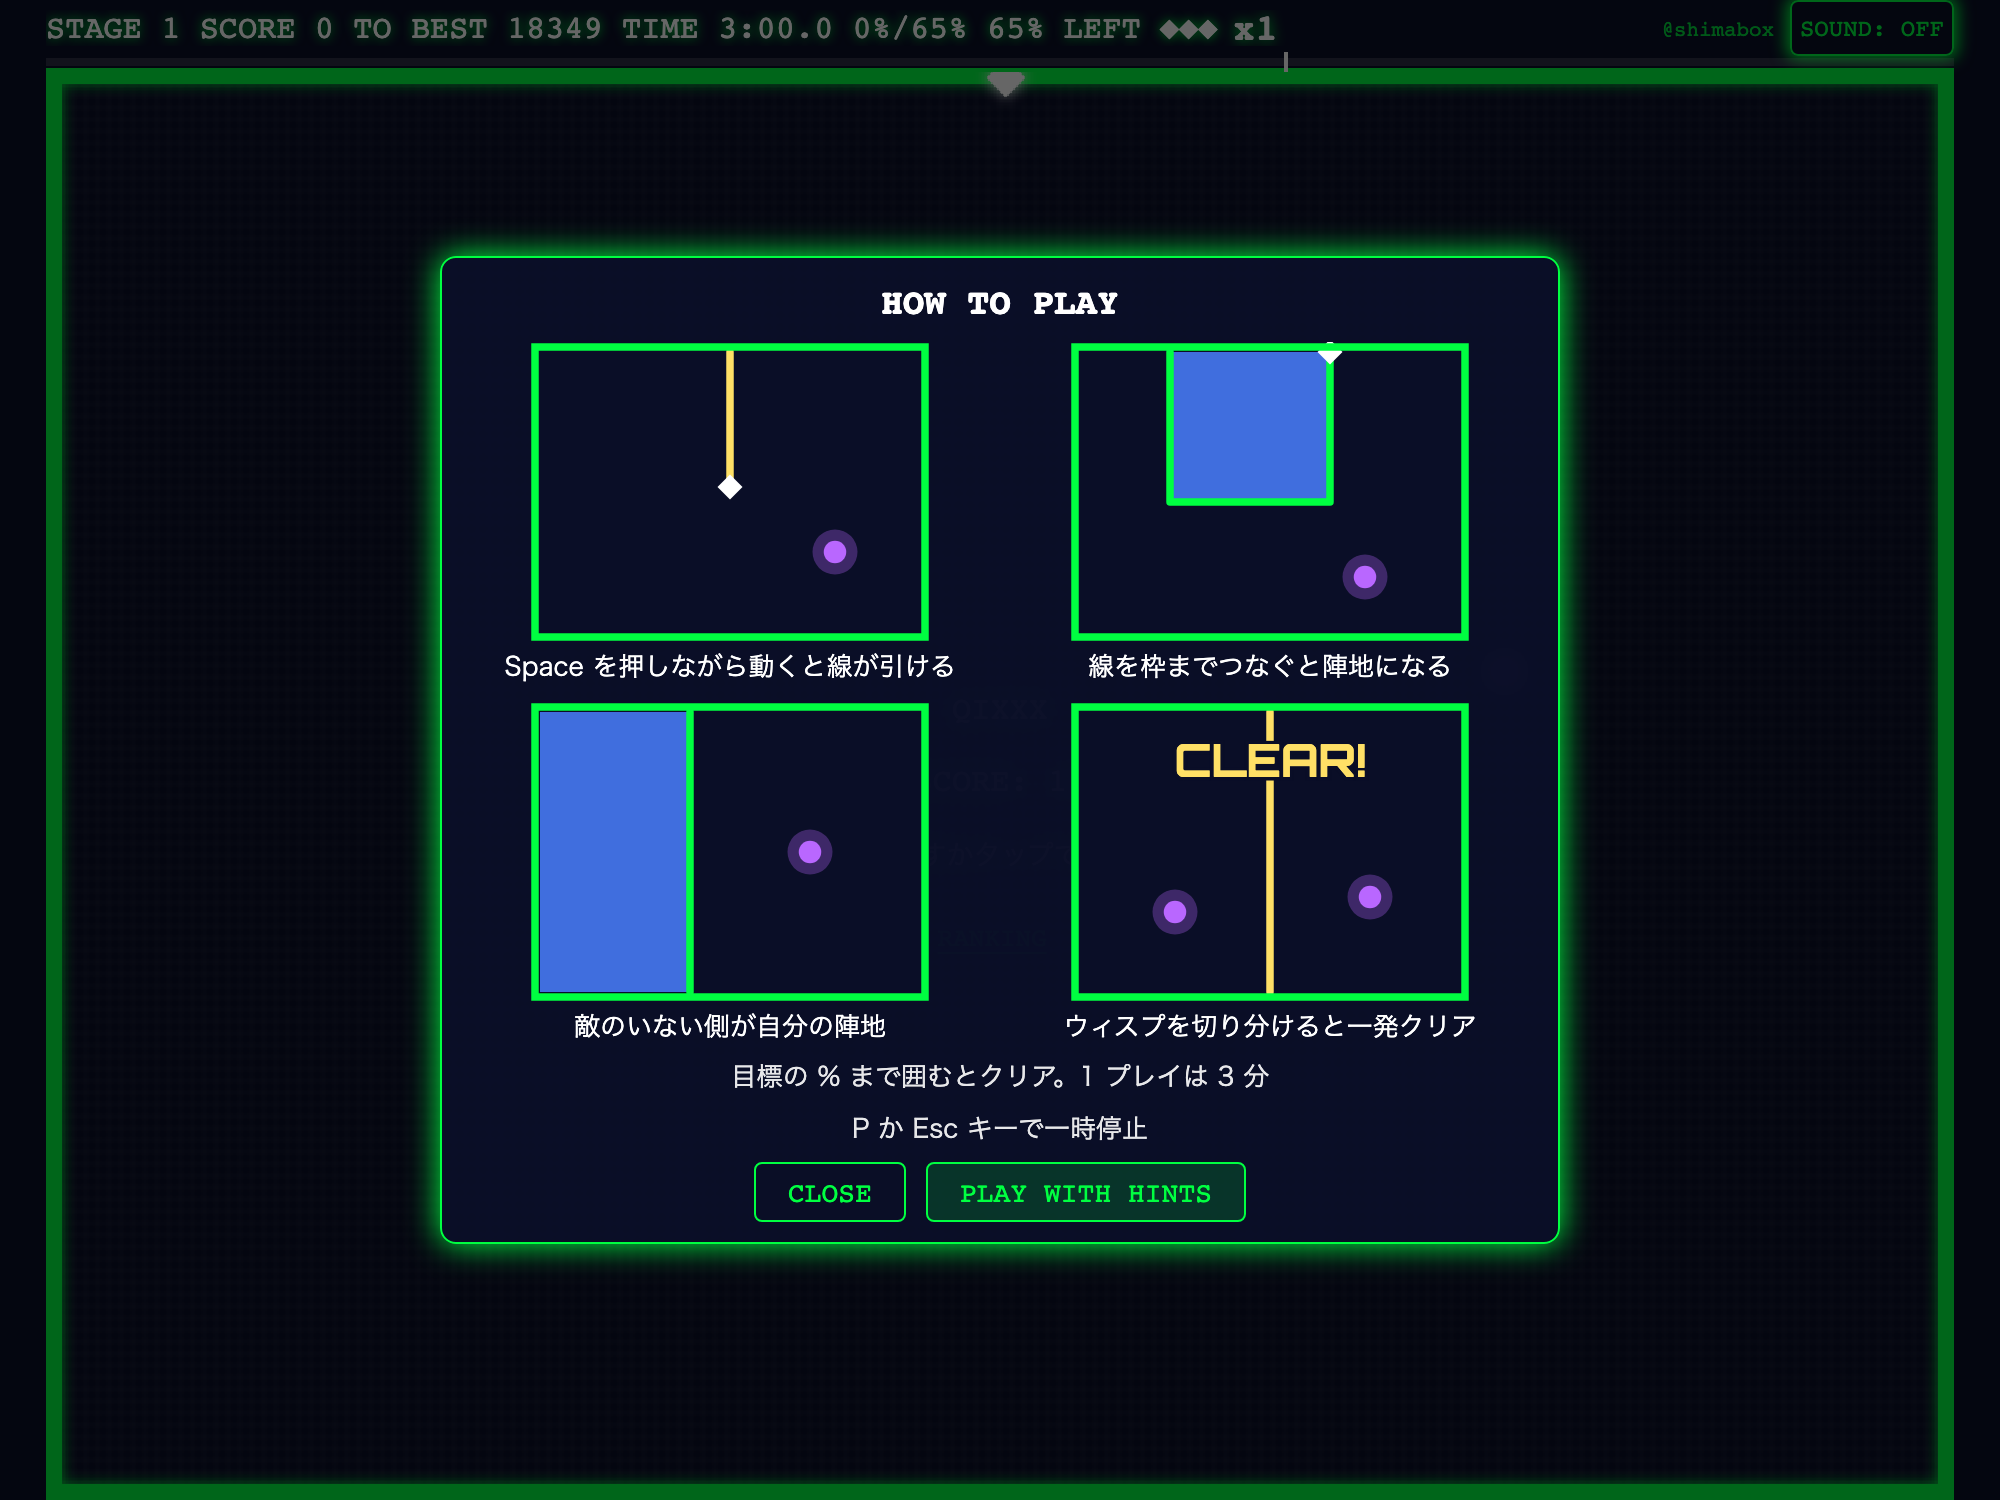 STAGE 1 SCORE 0 TO BEST 18349 TIME 3:00.0 0%/65% 65% LEFT ◆◆◆ x1
@shimabox
SOUND: OFF
HOW TO PLAY
Space を押しながら動くと線が引ける
線を枠までつなぐと陣地になる
CLEAR!
敵のいない側が自分の陣地
ウィスプを切り分けると一発クリア
目標の % まで囲むとクリア。1 プレイは 3 分
P か Esc キーで一時停止
CLOSE
PLAY WITH HINTS